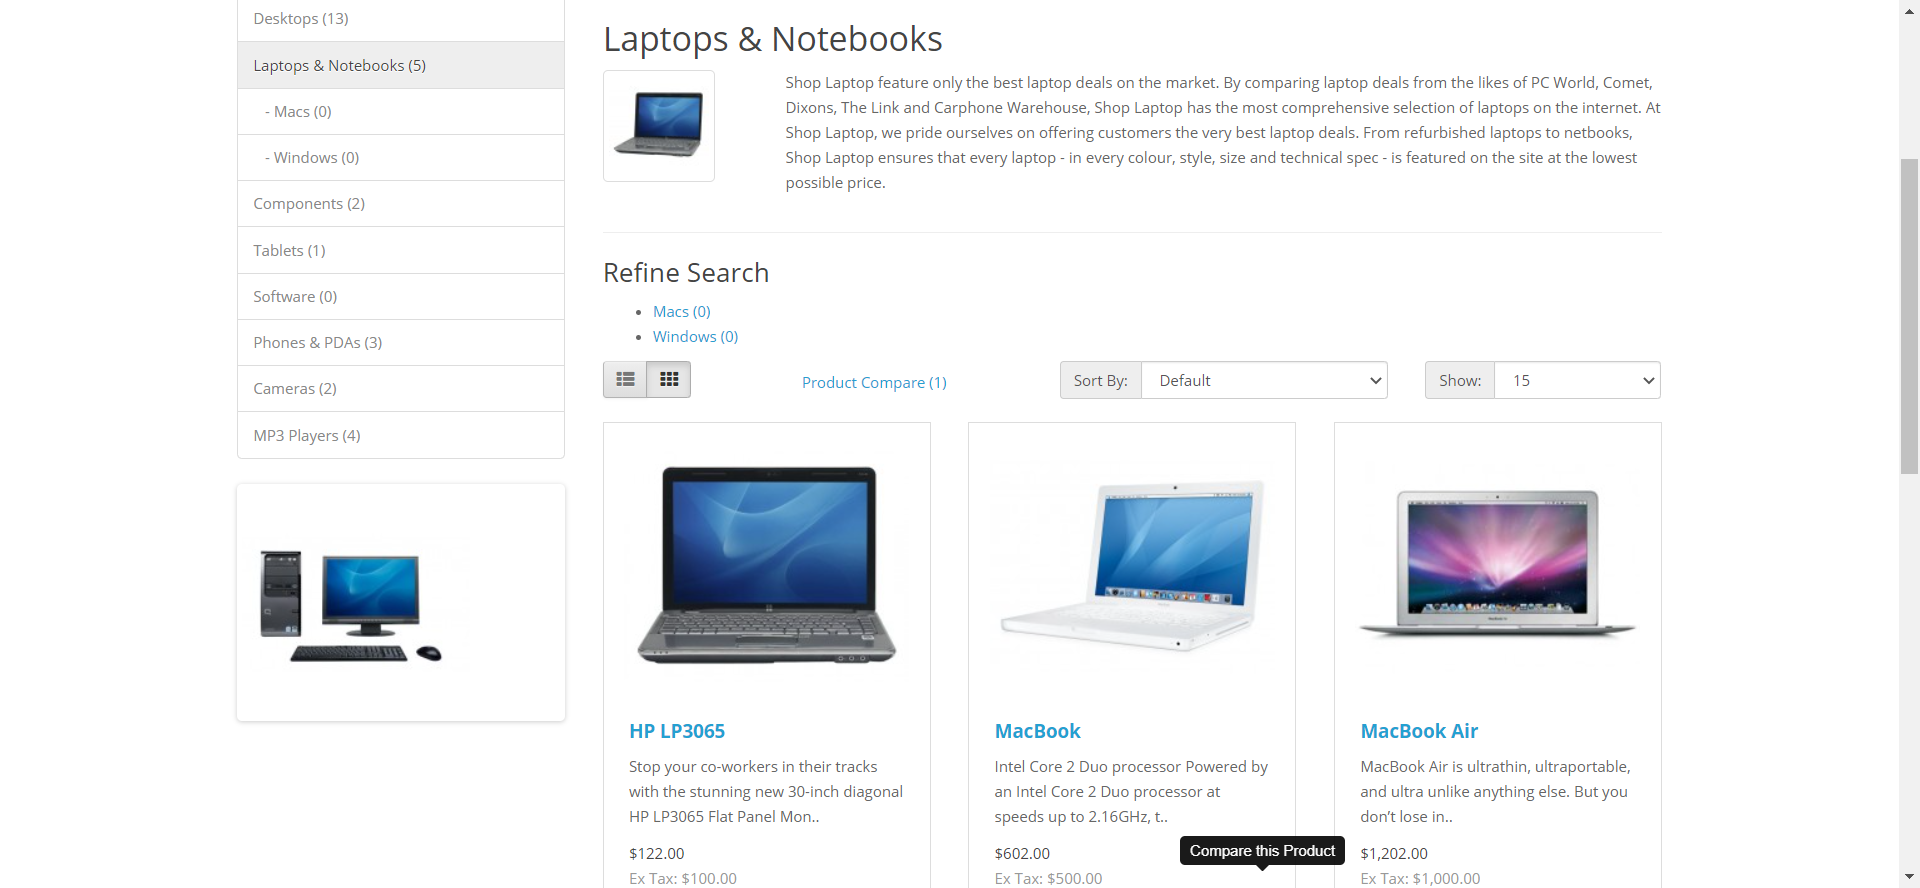 Desktops (13)
Laptops & Notebooks (5)
- Macs (0)
- Windows (0)
Components (2)
Tablets (1)
Software (0)
Phones & PDAs (3)
Cameras (2)
MP3 Players (4)
Laptops & Notebooks
Shop Laptop feature only the best laptop deals on the market. By comparing laptop deals from the likes of PC World, Comet,
Dixons, The Link and Carphone Warehouse, Shop Laptop has the most comprehensive selection of laptops on the internet. At
Shop Laptop, we pride ourselves on offering customers the very best laptop deals. From refurbished laptops to netbooks,
Shop Laptop ensures that every laptop - in every colour, style, size and technical spec - is featured on the site at the lowest
possible price.
Refine Search
Macs (0)
Windows (0)
Product Compare (1)
Sort By: Default
Show: 15
HP LP3065
Stop your co-workers in their tracks
with the stunning new 30-inch diagonal
HP LP3065 Flat Panel Mon..
$122.00
Ex Tax: $100.00
MacBook
Intel Core 2 Duo processor Powered by
an Intel Core 2 Duo processor at
speeds up to 2.16GHz, t..
$602.00
Ex Tax: $500.00
Compare this Product
MacBook Air
MacBook Air is ultrathin, ultraportable,
and ultra unlike anything else. But you
don’t lose in..
$1,202.00
Ex Tax: $1,000.00